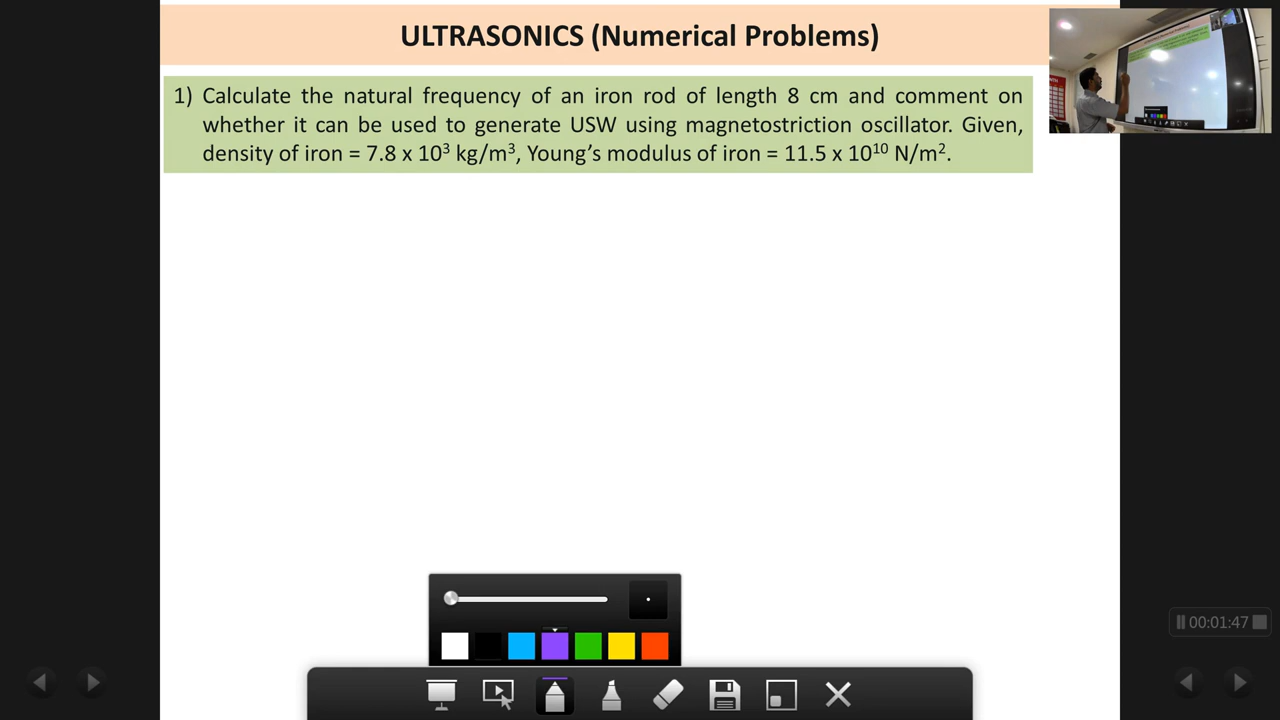 ULTRASONICS (Numerical Problems)
1) Calculate the natural frequency of an iron rod of length 8 cm and comment on
whether it can be used to generate USW using magnetostriction oscillator. Given,
density of iron = 7.8 x 10³ kg/m³, Young’s modulus of iron = 11.5 x 10¹⁰ N/m².
00:01:47